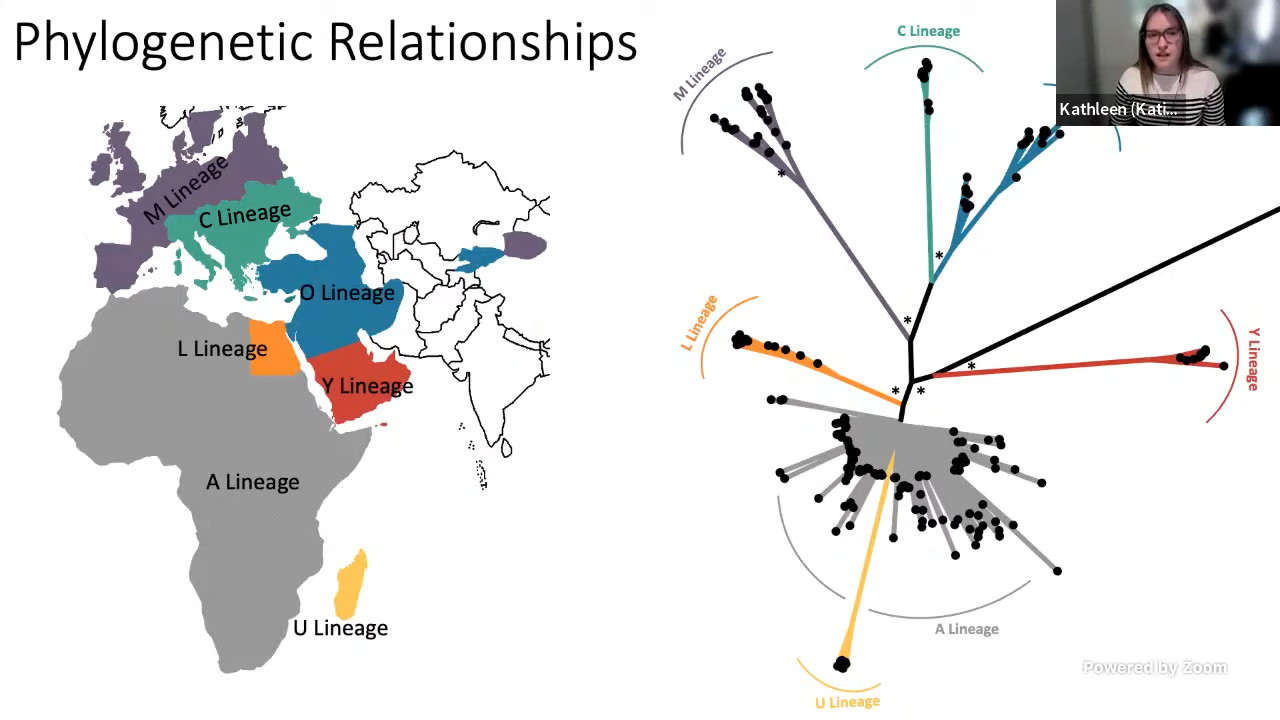 Phylogenetic Relationships
M Lineage
C Lineage
O Lineage
L Lineage
Y Lineage
A Lineage
U Lineage
M Lineage
C Lineage
L Lineage
Y Lineage
A Lineage
U Lineage
*
*
*
*
*
*
Kathleen (Kati...
Powered by Zoom